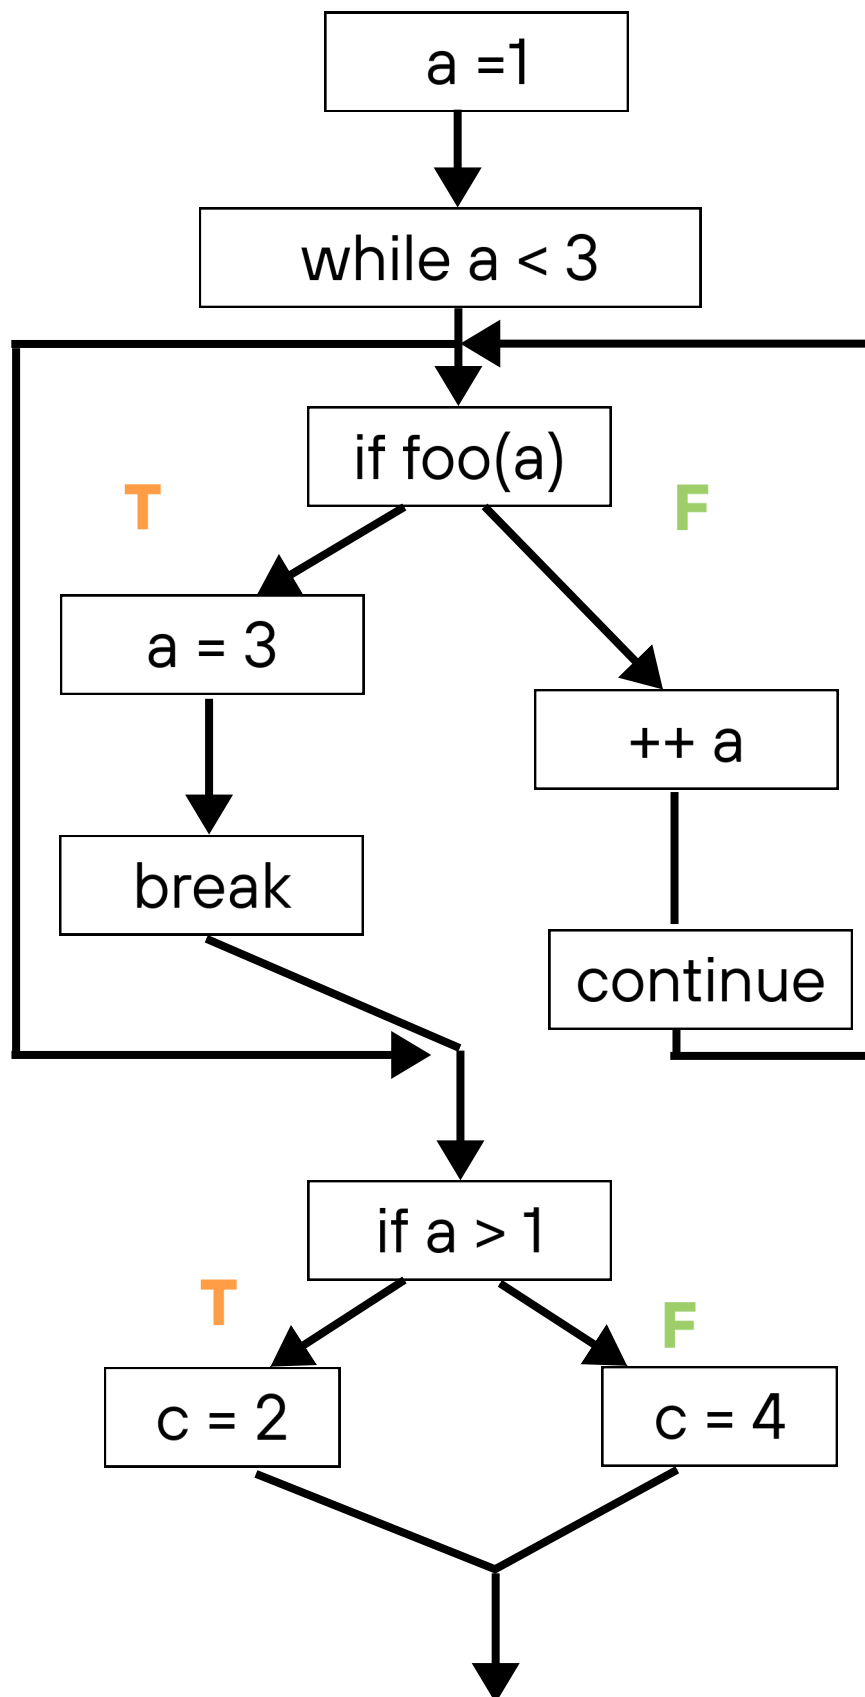 a =1
while a < 3
if foo(a)
T
F
a = 3
++ a
break
continue
if a > 1
T
F
c = 2
c = 4